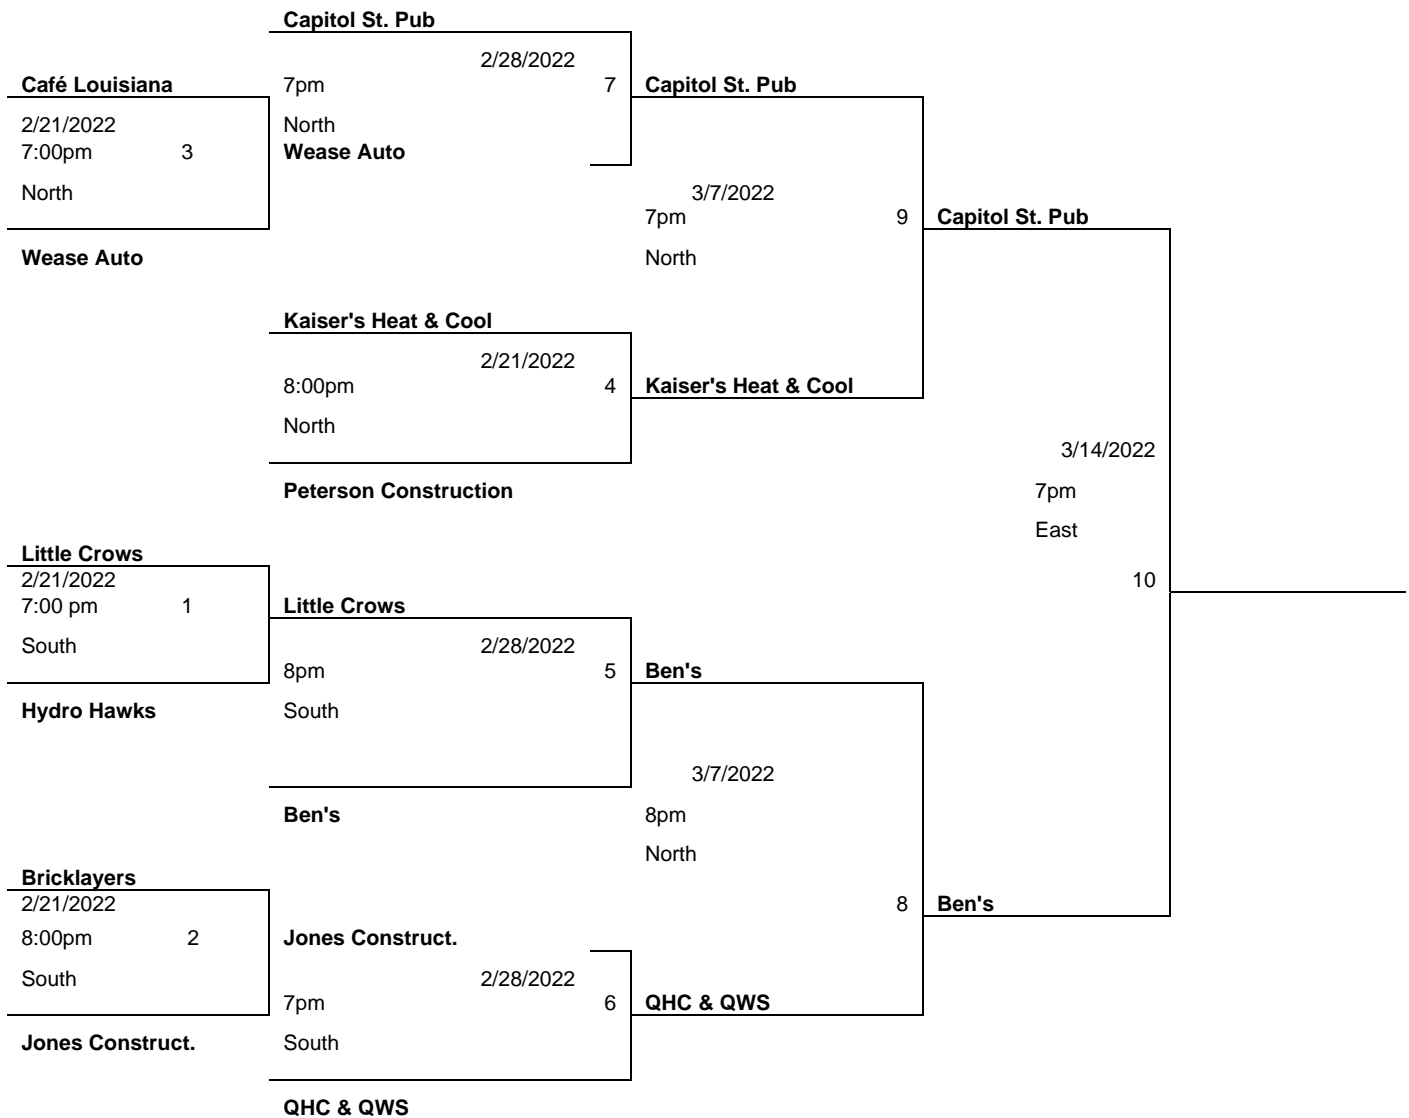 Capitol St. Pub
2/28/2022
Café Louisiana
7pm
7
Capitol St. Pub
2/21/2022
North
7:00pm
3
Wease Auto
North
3/7/2022
7pm
9
Capitol St. Pub
Wease Auto
North
Kaiser's Heat & Cool
2/21/2022
8:00pm
4
Kaiser's Heat & Cool
North
3/14/2022
Peterson Construction
7pm
East
Little Crows
2/21/2022
10
7:00 pm
1
Little Crows
South
2/28/2022
8pm
5
Ben's
Hydro Hawks
South
3/7/2022
Ben's
8pm
North
Bricklayers
2/21/2022
8
Ben's
8:00pm
2
Jones Construct.
South
2/28/2022
7pm
6
QHC & QWS
Jones Construct.
South
QHC & QWS